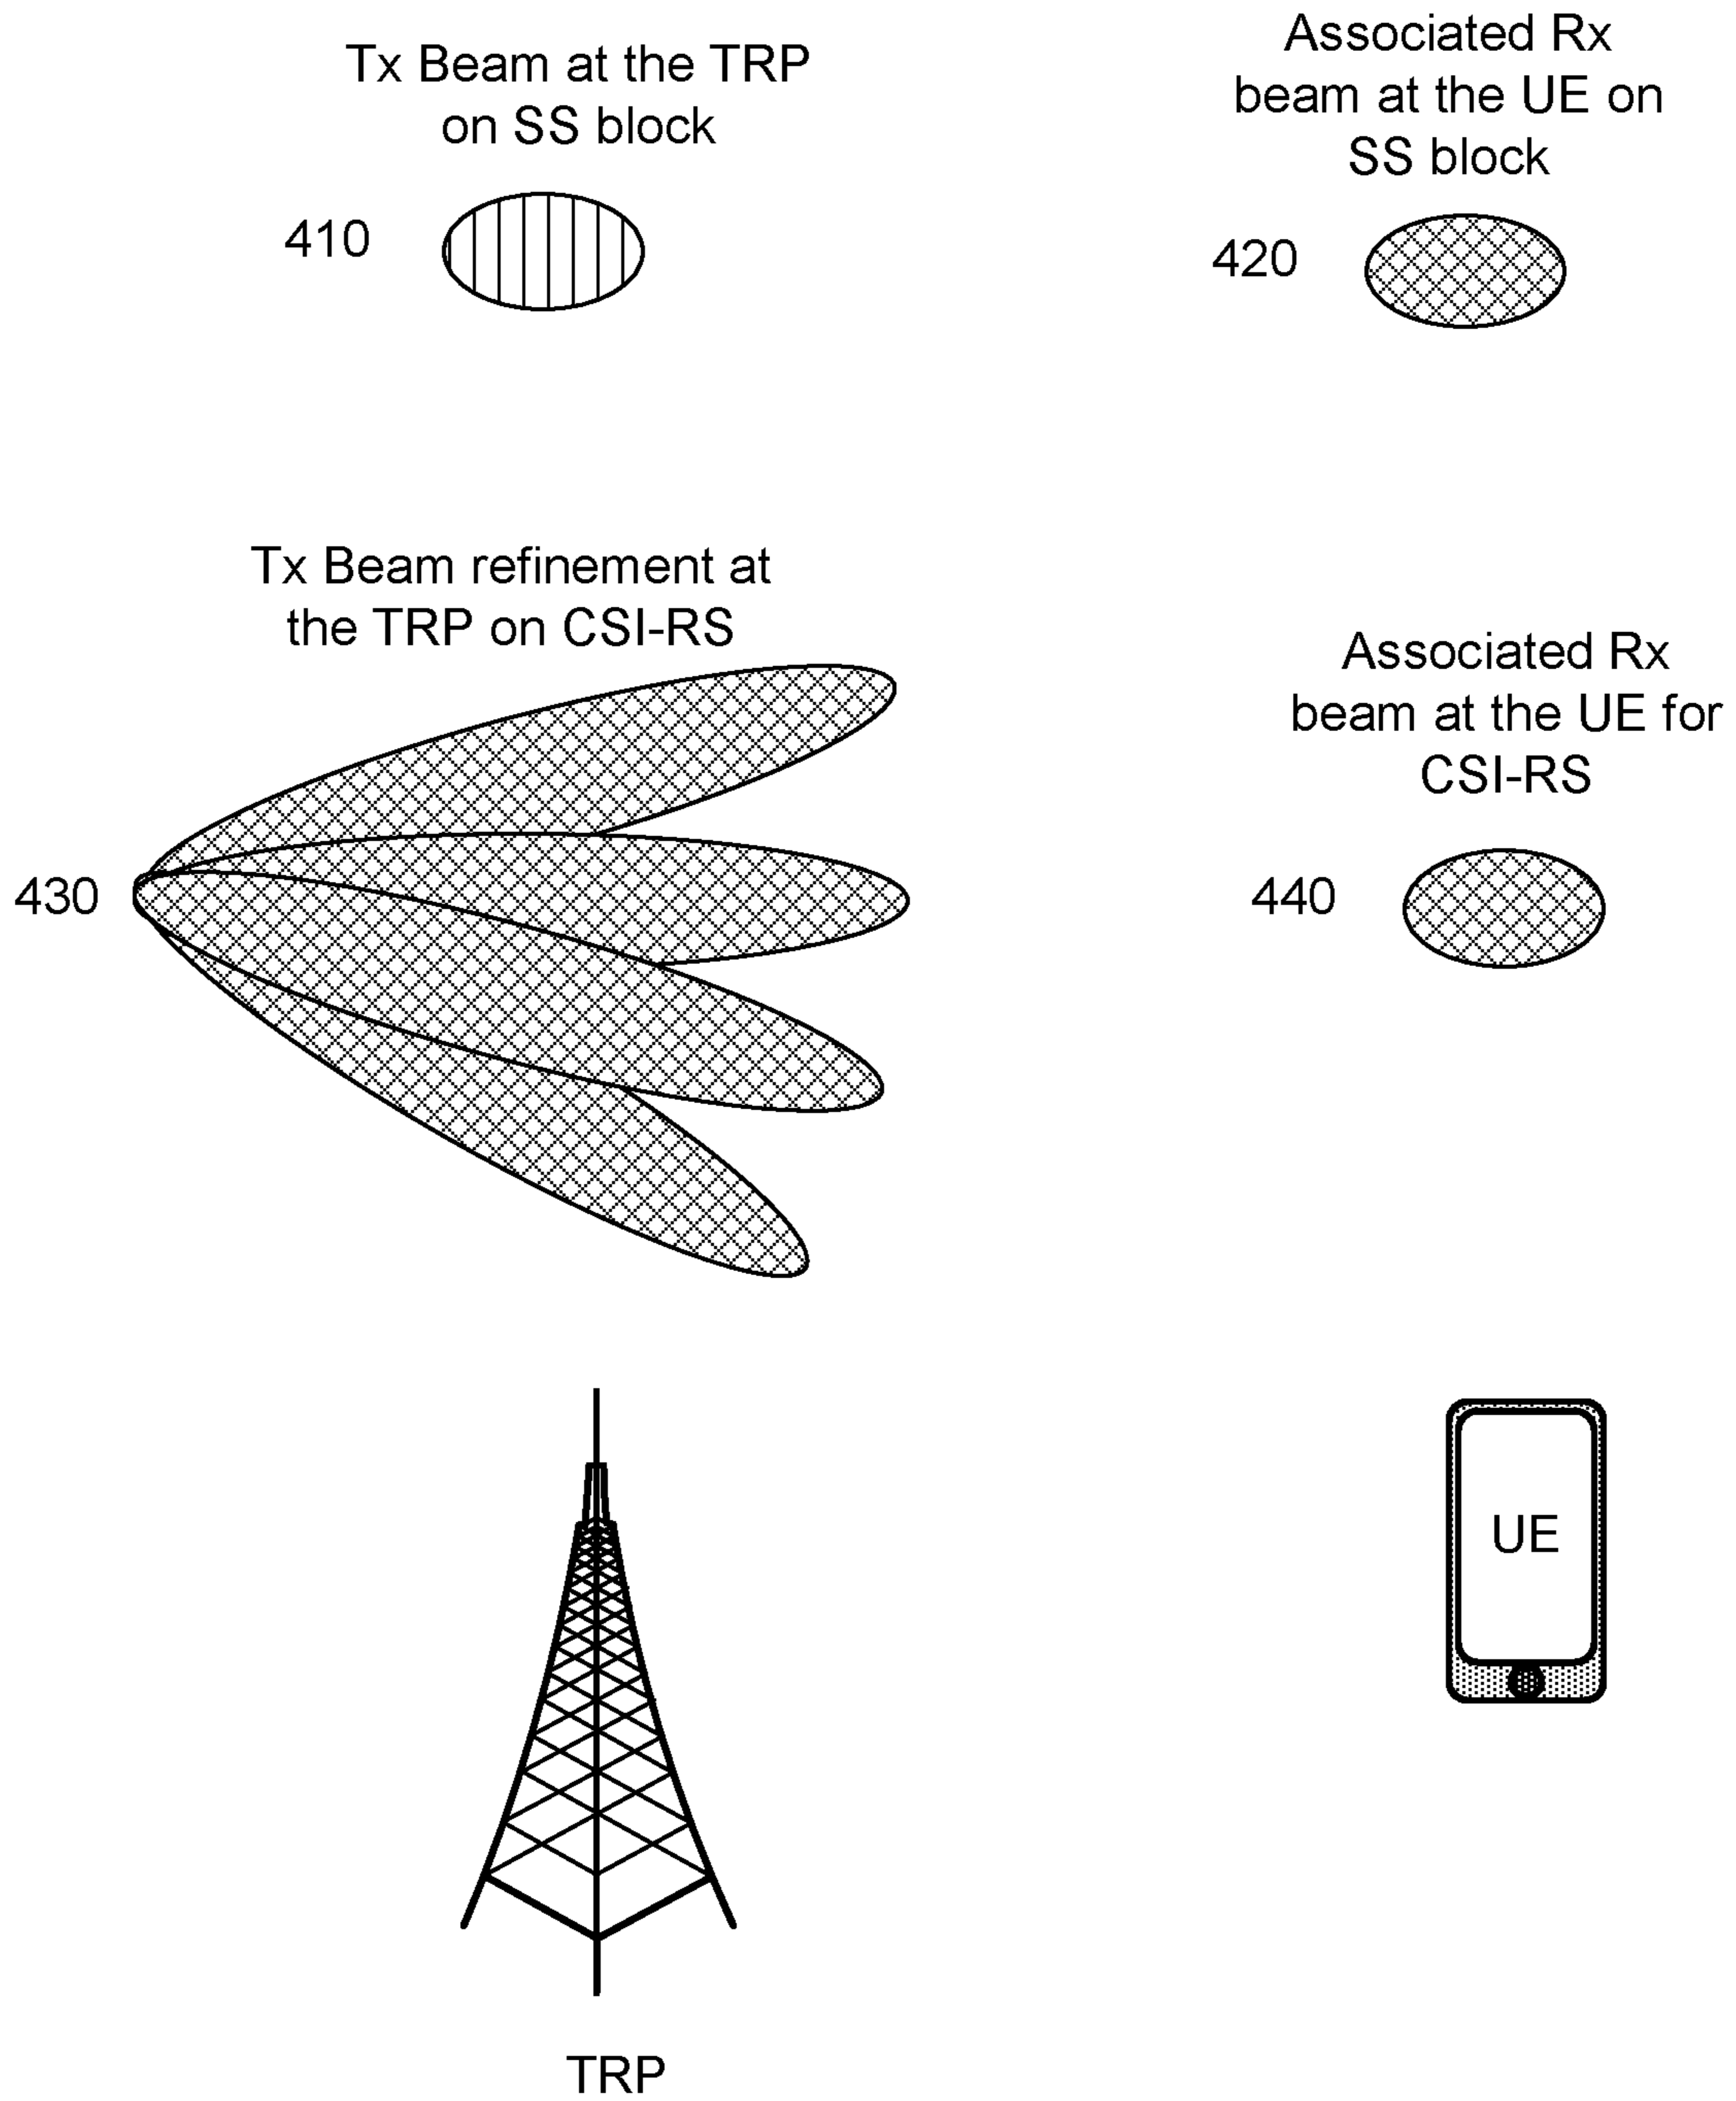 Tx Beam at the TRP
on SS block
410
Associated Rx
beam at the UE on
SS block
420
Tx Beam refinement at
the TRP on CSI-RS
430
Associated Rx
beam at the UE for
CSI-RS
440
UE
TRP